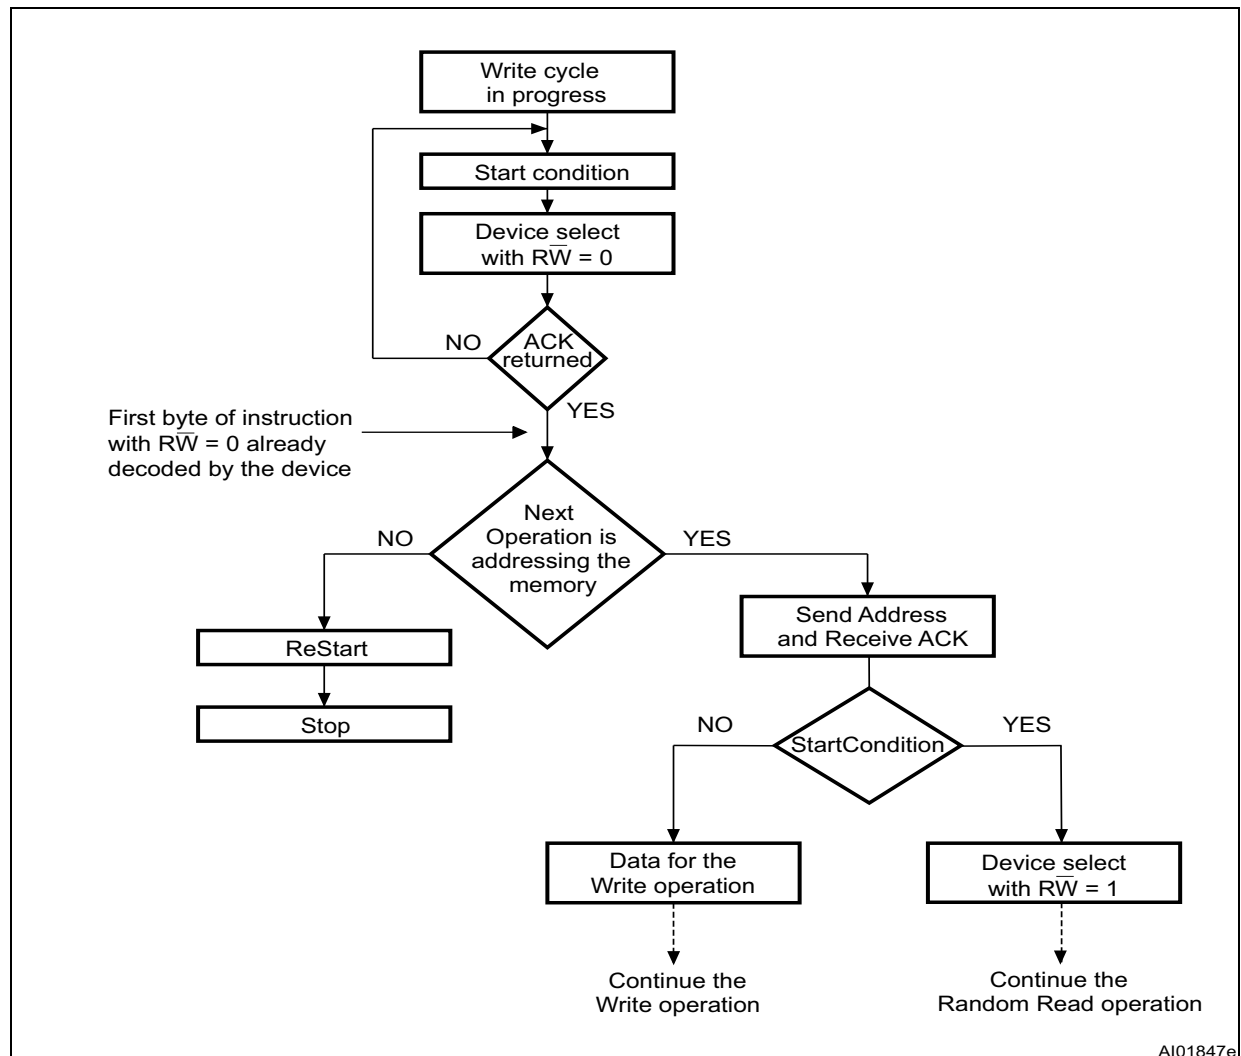 Write cycle
in progress
Start condition
Device select
with RW̅ = 0
NO
ACK
returned
YES
First byte of instruction
with RW̅ = 0 already
decoded by the device
NO
Next
Operation is
addressing the
memory
YES
ReStart
Stop
Send Address
and Receive ACK
NO
StartCondition
YES
Data for the
Write operation
Device select
with RW̅ = 1
Continue the
Write operation
Continue the
Random Read operation
AI01847e